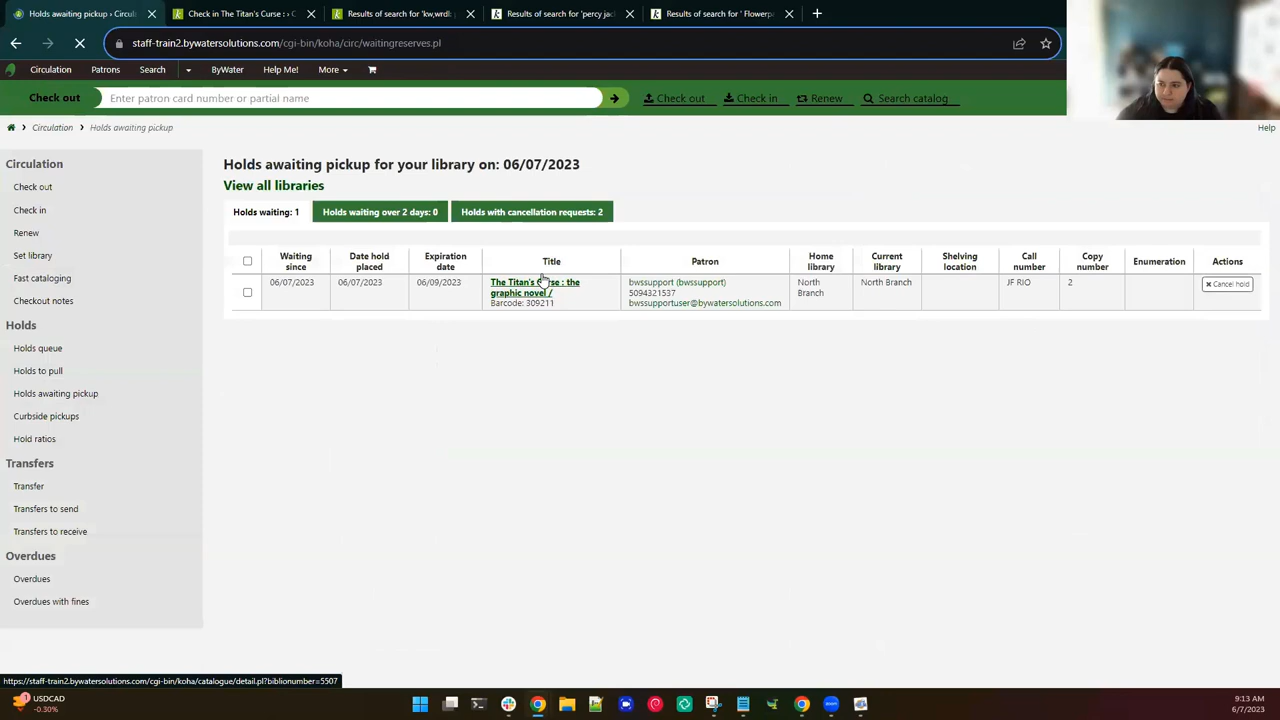 Holds awaiting pickup › Circu
Check in The Titan's Curse : › C
Results of search for 'kw,wrdl
Results of search for 'percy jac
Results of search for ' Flowerp
staff-train2.bywatersolutions.com/cgi-bin/koha/circ/waitingreserves.pl
Circulation Patrons Search ByWater Help Me! More
Check out Enter patron card number or partial name Check out Check in Renew Search catalog
Circulation Holds awaiting pickup Help
Circulation
Check out
Check in
Renew
Set library
Fast cataloging
Checkout notes
Holds
Holds queue
Holds to pull
Holds awaiting pickup
Curbside pickups
Hold ratios
Transfers
Transfer
Transfers to send
Transfers to receive
Overdues
Overdues
Overdues with fines
Holds awaiting pickup for your library on: 06/07/2023
View all libraries
Holds waiting: 1 Holds waiting over 2 days: 0 Holds with cancellation requests: 2
Waiting since
Date hold placed
Expiration date
Title
Patron
Home library
Current library
Shelving location
Call number
Copy number
Enumeration
Actions
06/07/2023
06/07/2023
06/09/2023
The Titan's : the
graphic novel /
Barcode: 309211
bwssupport (bwssupport)
5094321537
bwssupportuser@bywatersolutions.com
North
Branch
North Branch
JF RIO
2
Cancel hold
https://staff-train2.bywatersolutions.com/cgi-bin/koha/catalogue/detail.pl?biblionumber=5507
1
USDCAD
-0.30%
9:13 AM
6/7/2023